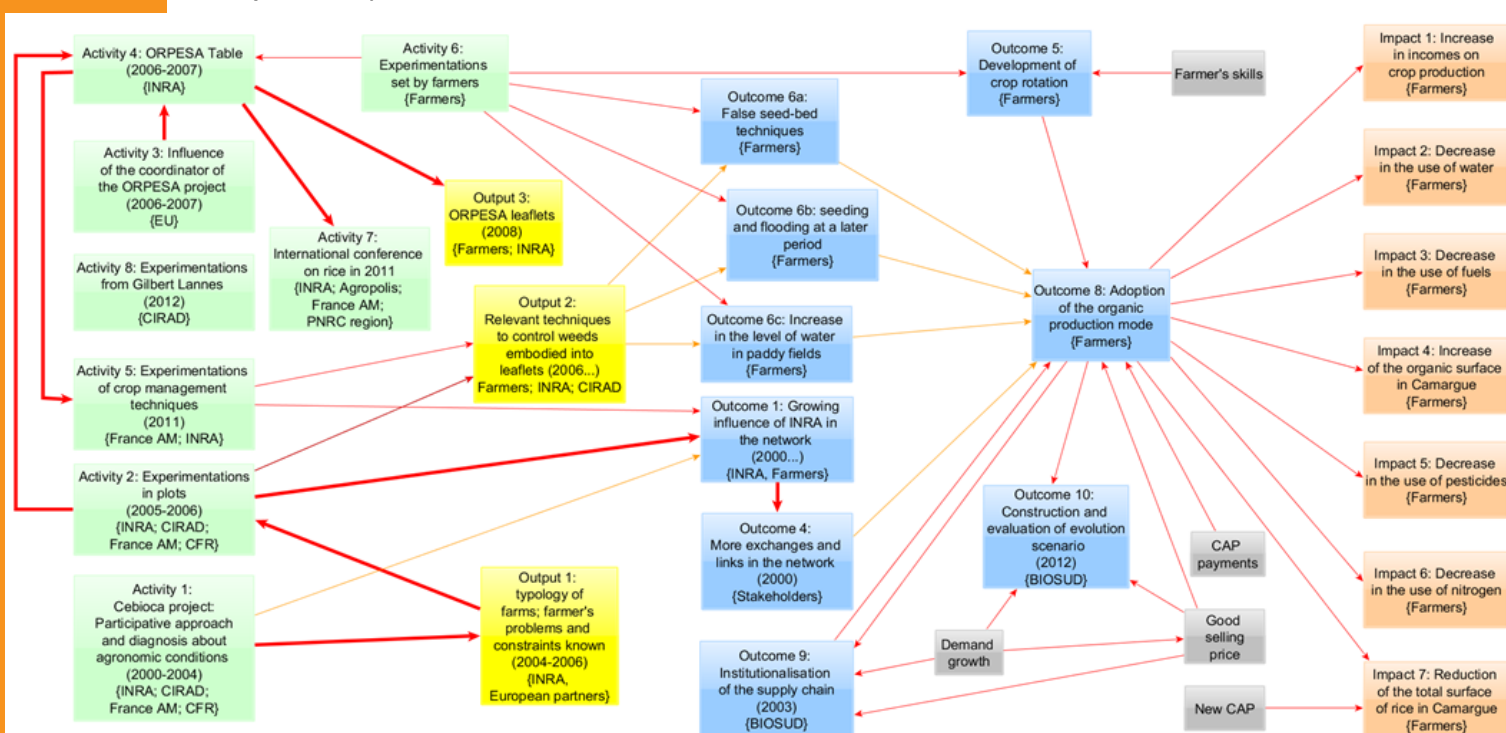 Activity 4: ORPESA Table
(2006-2007)
{INRA}
Activity 3: Influence
of the coordinator of
the ORPESA project
(2006-2007)
{EU}
Activity 8: Experimentations
from Gilbert Lannes
(2012)
{CIRAD}
Activity 5: Experimentations
of crop management
techniques
(2011)
{France AM; INRA}
Activity 2: Experimentations
in plots
(2005-2006)
{INRA; CIRAD;
France AM; CFR}
Activity 1:
Cebioca project:
Participative approach
and diagnosis about
agronomic conditions
(2000-2004)
{INRA; CIRAD;
France AM; CFR}
Activity 6:
Experimentations
set by farmers
{Farmers}
Activity 7:
International conference
on rice in 2011
{INRA; Agropolis;
France AM;
PNRC region}
Output 3:
ORPESA leaflets
(2008)
{Farmers; INRA}
Output 2:
Relevant techniques
to control weeds
embodied into
leaflets (2006...)
Farmers; INRA; CIRAD
Output 1:
typology of
farms; farmer's
problems and
constraints known
(2004-2006)
{INRA,
European partners}
Outcome 6a:
False seed-bed
techniques
{Farmers}
Outcome 6b: seeding
and flooding at a later
period
{Farmers}
Outcome 6c: Increase
in the level of water
in paddy fields
{Farmers}
Outcome 1: Growing
influence of INRA in
the network
(2000...)
{INRA, Farmers}
Outcome 4:
More exchanges and
links in the network
(2000)
{Stakeholders}
Outcome 9:
Institutionalisation
of the supply chain
(2003)
{BIOSUD}
Outcome 5:
Development of
crop rotation
{Farmers}
Farmer's skills
Outcome 8: Adoption
of the organic
production mode
{Farmers}
Outcome 10:
Construction and
evaluation of evolution
scenario
(2012)
{BIOSUD}
Demand
growth
CAP
payments
Good
selling
price
New CAP
Impact 1: Increase
in incomes on
crop production
{Farmers}
Impact 2: Decrease
in the use of water
{Farmers}
Impact 3: Decrease
in the use of fuels
{Farmers}
Impact 4: Increase
of the organic surface
in Camargue
{Farmers}
Impact 5: Decrease
in the use of pesticides
{Farmers}
Impact 6: Decrease
in the use of nitrogen
{Farmers}
Impact 7: Reduction
of the total surface
of rice in Camargue
{Farmers}